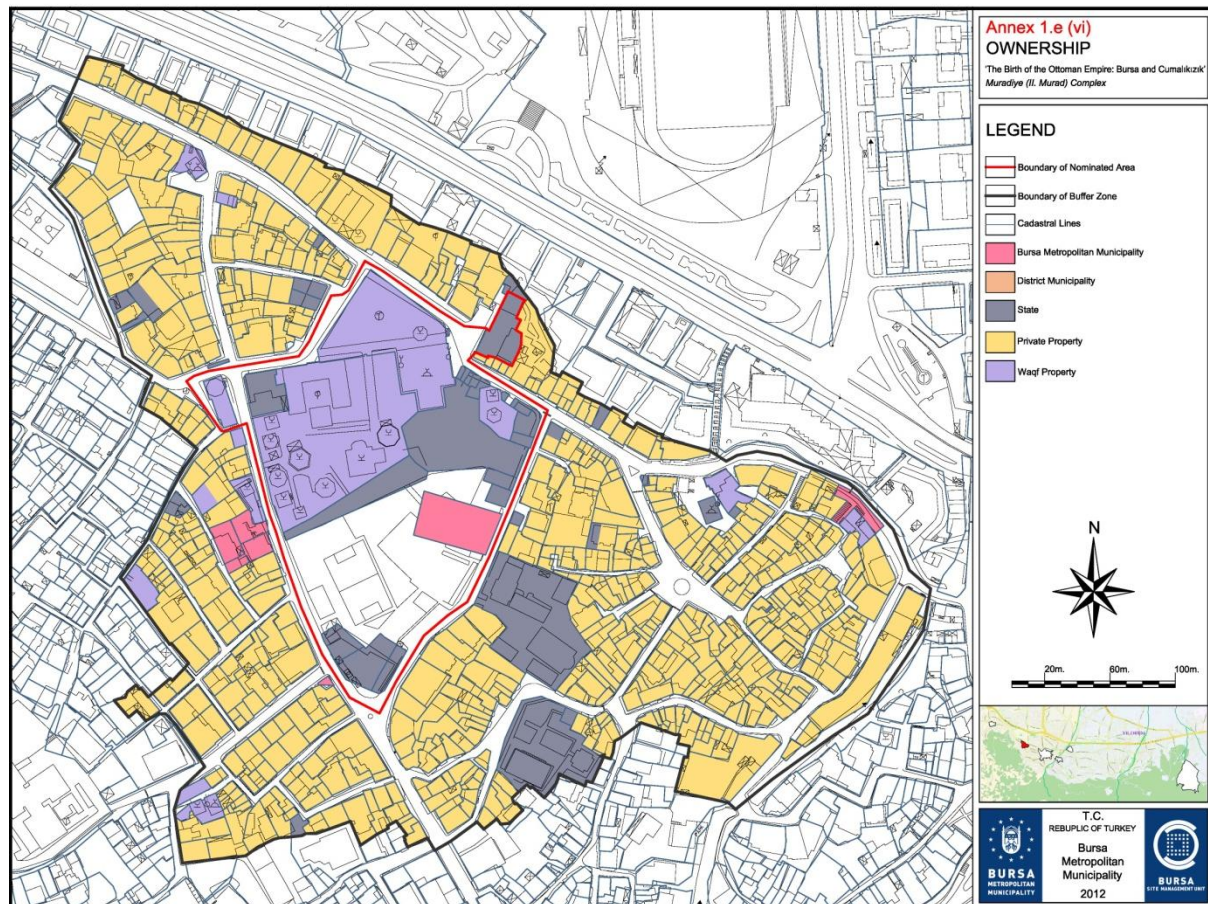 Annex 1.e (vi)
OWNERSHIP
'The Birth of the Ottoman Empire: Bursa and Cumalıkızık'
Muradiye (II. Murad) Complex
LEGEND
Boundary of Nominated Area
Boundary of Buffer Zone
Cadastral Lines
Bursa Metropolitan Municipality
District Municipality
State
Private Property
Waqf Property
N
20m. 60m. 100m.
BURSA
METROPOLITAN
MUNICIPALITY
T.C.
REBUPLIC OF TURKEY
Bursa
Metropolitan
Municipality
2012
BURSA
SITE MANAGEMENT UNIT